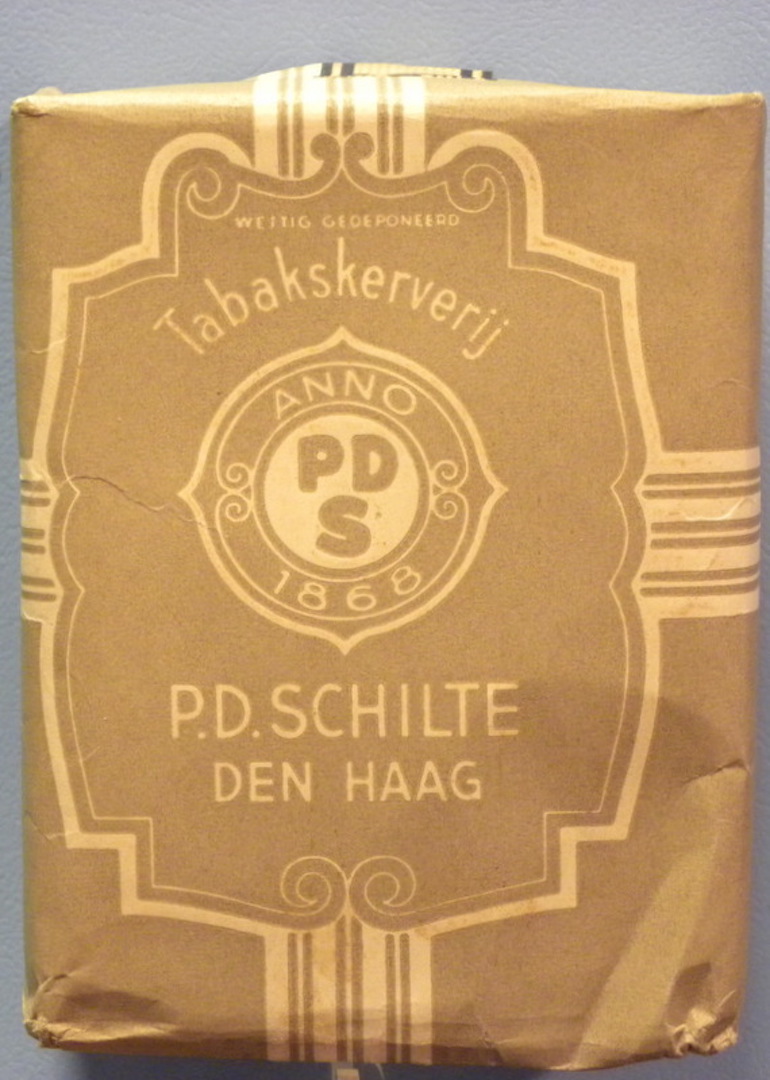 WETTIG GEDEPONEERD
Tabakskerverij
ANNO
PD
S
1868
P.D. SCHILTE
DEN HAAG